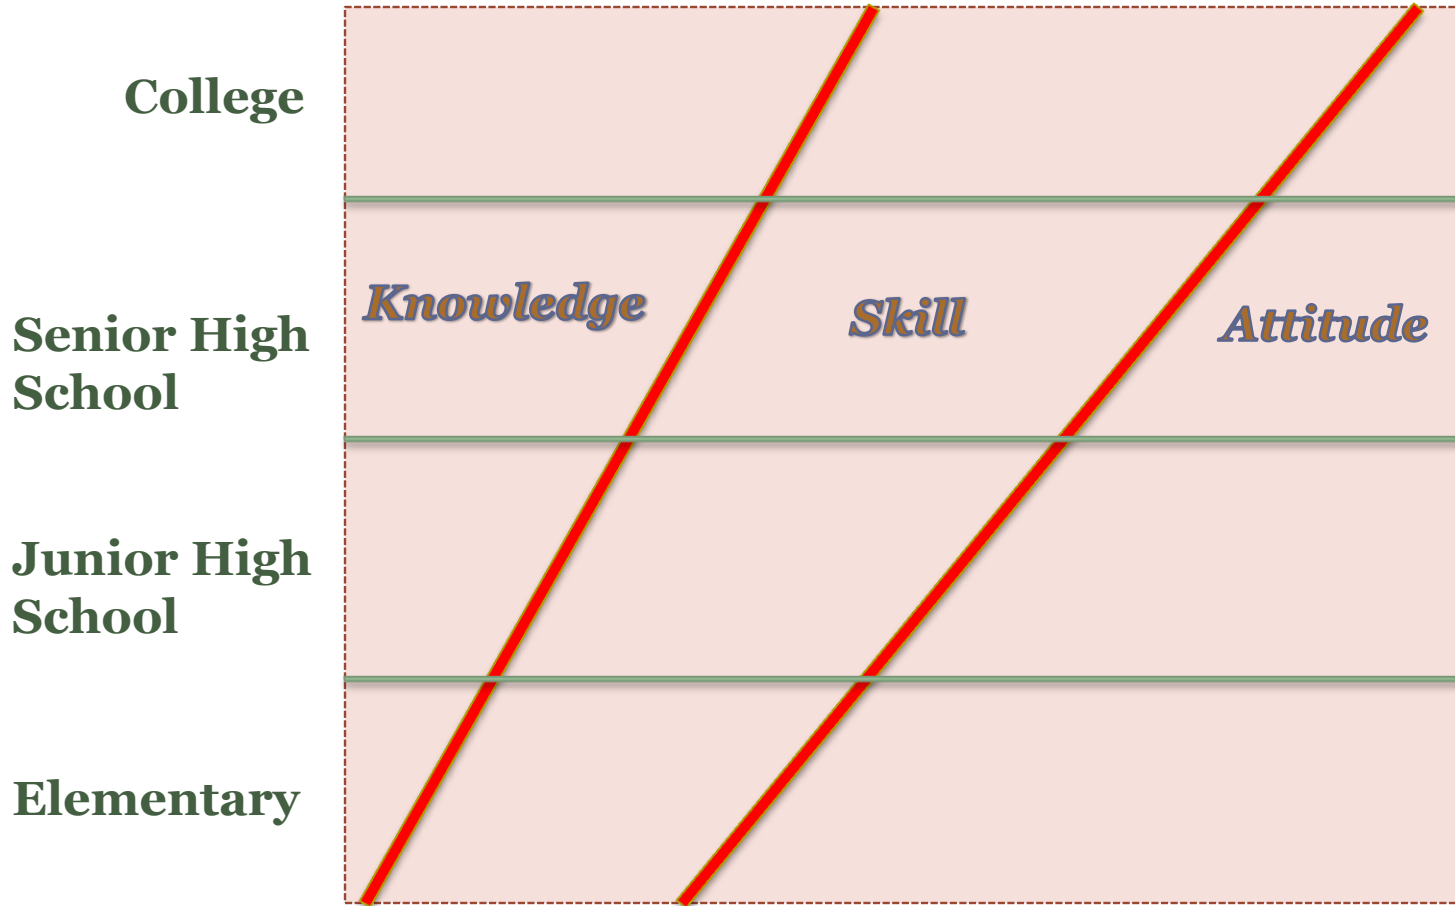 College
Knowledge
Skill
Attitude
Senior High
School
Junior High
School
Elementary